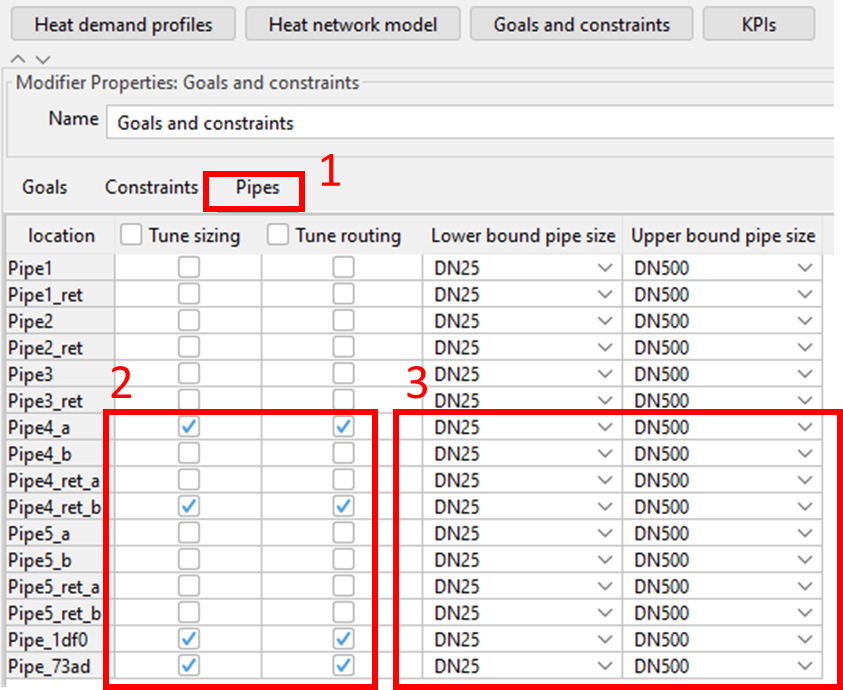 Heat demand profiles Heat network model Goals and constraints KPIs
Modifier Properties: Goals and constraints
Name Goals and constraints
1
Goals Constraints Pipes
location Tune sizing Tune routing Lower bound pipe size Upper bound pipe size
Pipe1 DN25 DN500
Pipe1_ret DN25 DN500
Pipe2 DN25 DN500
Pipe2_ret DN25 DN500
Pipe3 DN25 DN500
2 3
Pipe3_ret DN25 DN500
Pipe4_a DN25 DN500
Pipe4_b DN25 DN500
Pipe4_ret_a DN25 DN500
Pipe4_ret_b DN25 DN500
Pipe5_a DN25 DN500
Pipe5_b DN25 DN500
Pipe5_ret_a DN25 DN500
Pipe5_ret_b DN25 DN500
Pipe_1df0 DN25 DN500
Pipe_73ad DN25 DN500